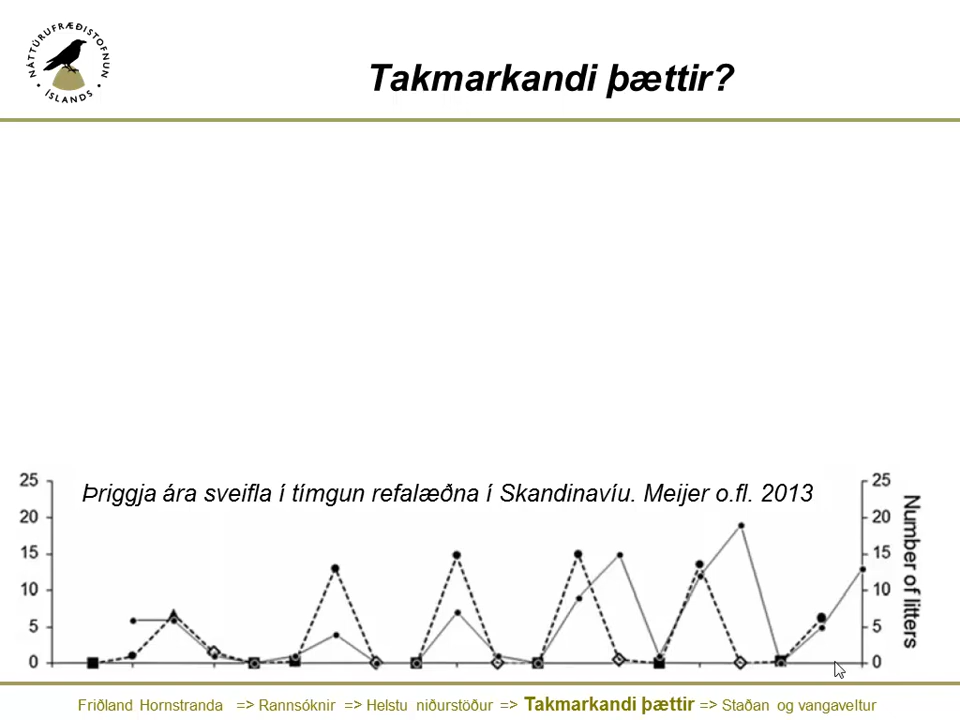 NÁTTÚRUFRÆÐISTOFNUN
• ÍSLANDS •
Takmarkandi þættir?
Þriggja ára sveifla í tímgun refalæðna í Skandinavíu. Meijer o.fl. 2013
25
20
15
10
5
0
25
20
15
10
5
0
Number of litters
Friðland Hornstranda => Rannsóknir => Helstu niðurstöður => Takmarkandi þættir => Staðan og vangaveltur